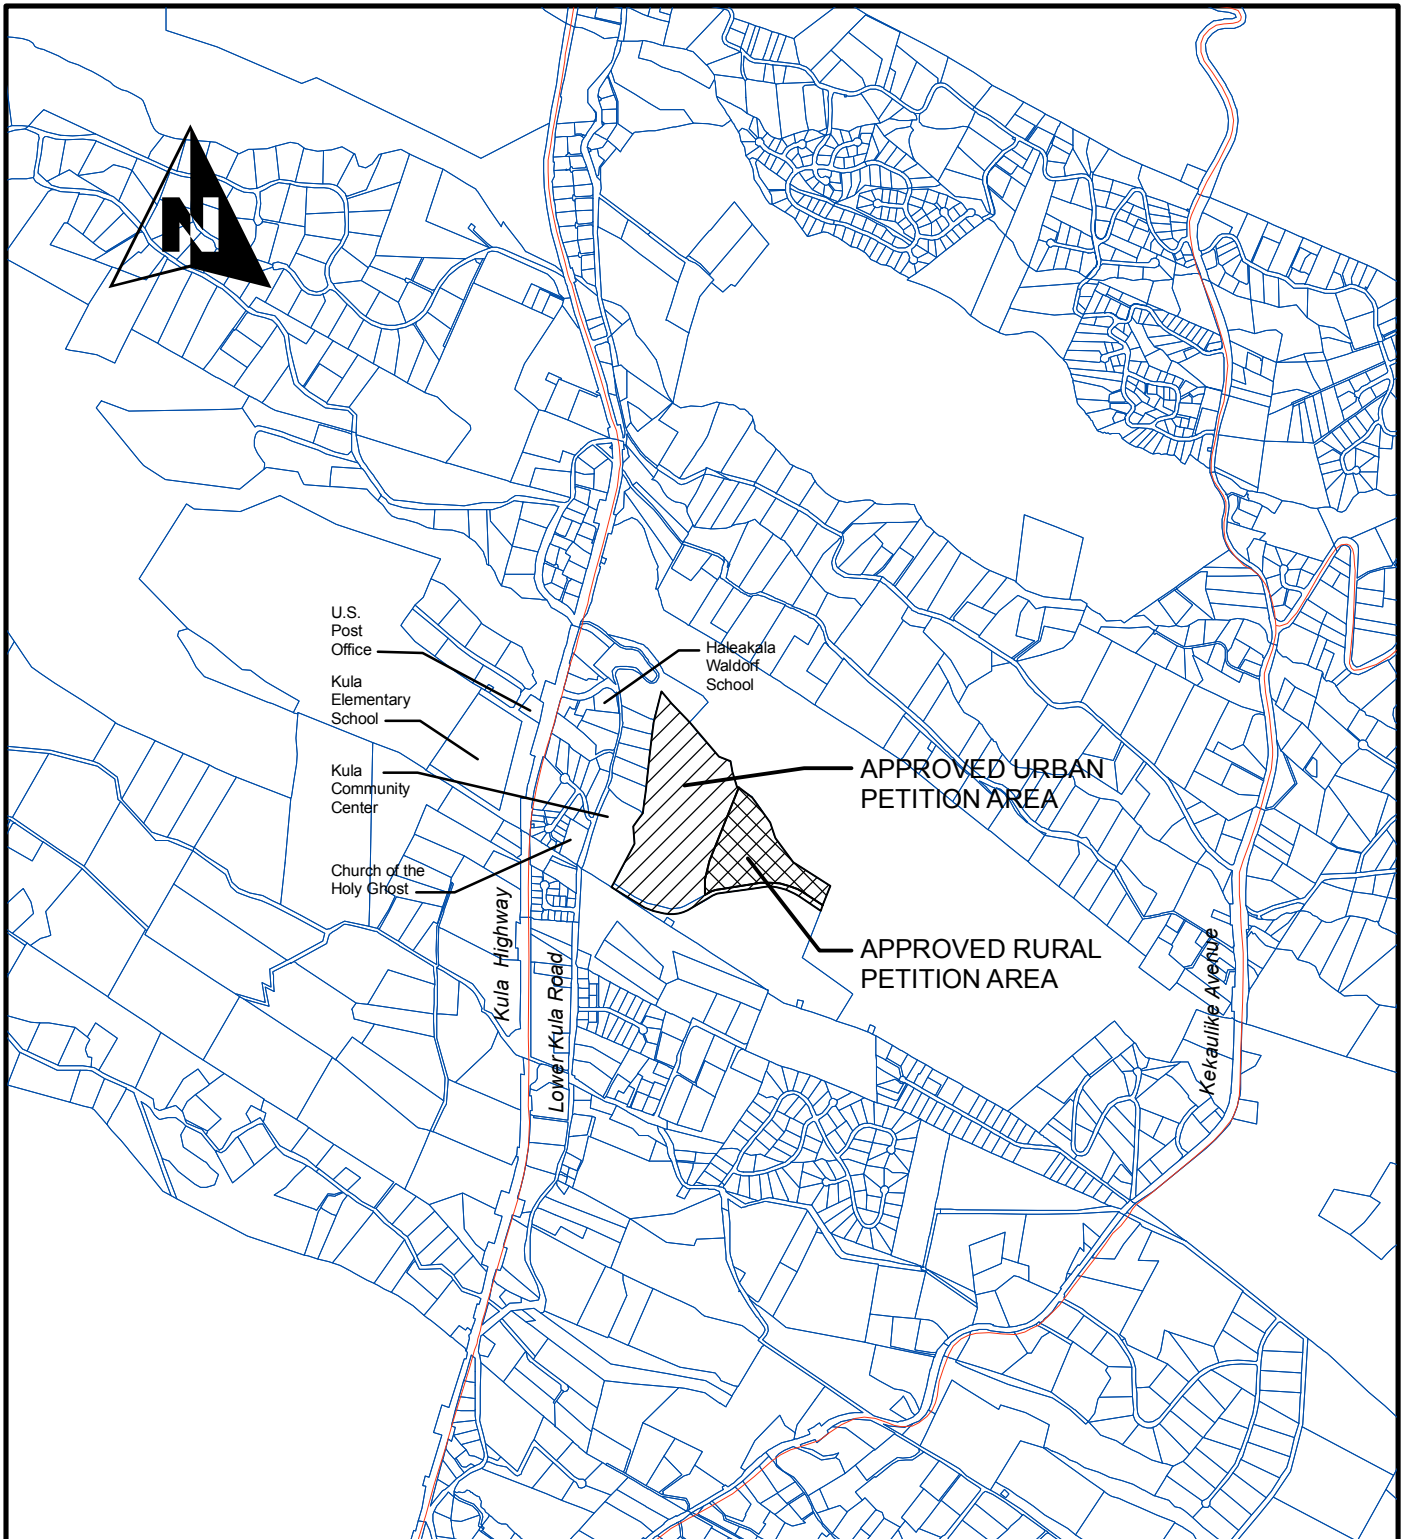 N
U.S.
Post
Office
Kula
Elementary
School
Kula
Community
Center
Church of the
Holy Ghost
Haleakala
Waldorf
School
APPROVED URBAN
PETITION AREA
APPROVED RURAL
PETITION AREA
Kula Highway
Lower Kula Road
Kekaulike Avenue